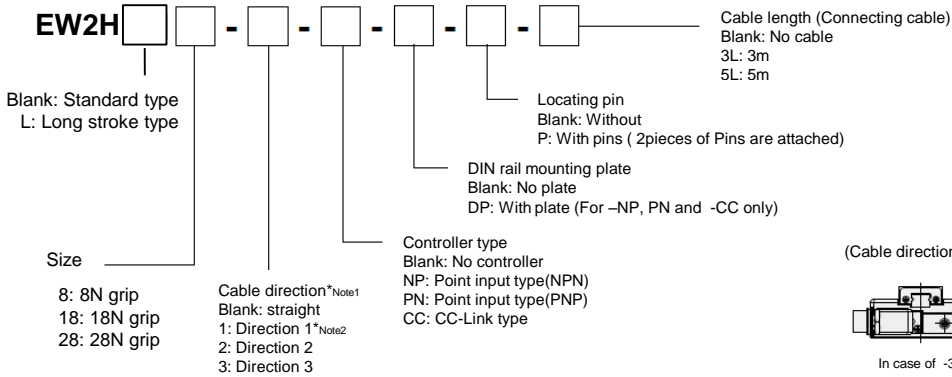 EW2H - - - - -
Cable length (Connecting cable)
Blank: No cable
3L: 3m
5L: 5m
Blank: Standard type
L: Long stroke type
Locating pin
Blank: Without
P: With pins ( 2pieces of Pins are attached)
DIN rail mounting plate
Blank: No plate
DP: With plate (For –NP, PN and -CC only)
Size
8: 8N grip
18: 18N grip
28: 28N grip
Cable direction*Note1
Blank: straight
1: Direction 1*Note2
2: Direction 2
3: Direction 3
Controller type
Blank: No controller
NP: Point input type(NPN)
PN: Point input type(PNP)
CC: CC-Link type
(Cable direction
In case of -3